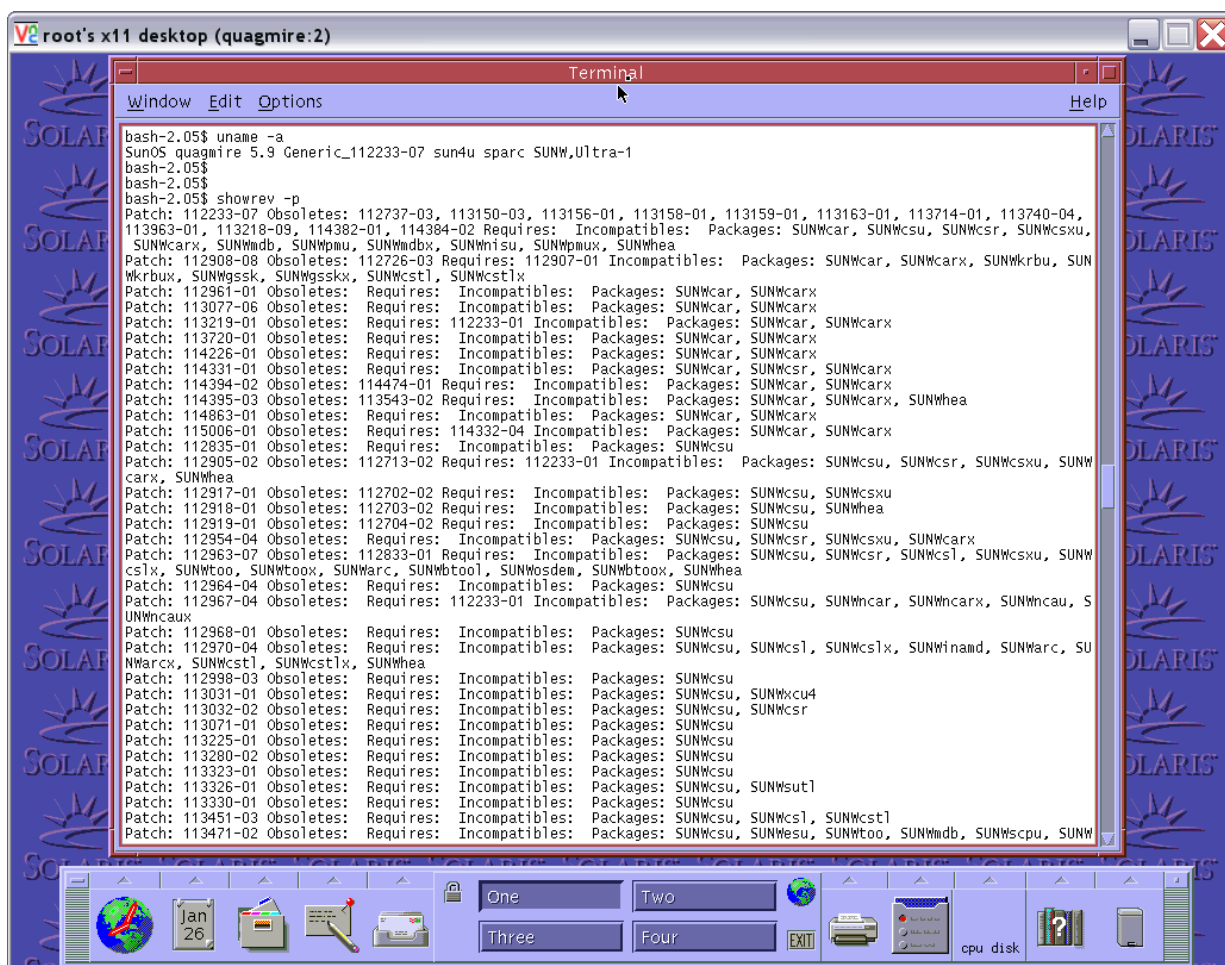 root's x11 desktop (quagmire:2)
Terminal
Window Edit Options Help
bash-2.05$ uname -a
SunOS quagmire 5.9 Generic_112233-07 sun4u sparc SUNW,Ultra-1
bash-2.05$
bash-2.05$
bash-2.05$ showrev -p
Patch: 112233-07 Obsoletes: 112737-03, 113150-03, 113156-01, 113158-01, 113159-01, 113163-01, 113714-01, 113740-04,
113963-01, 113218-09, 114382-01, 114384-02 Requires:  Incompatibles:  Packages: SUNWcar, SUNWcsu, SUNWcsr, SUNWcsxu,
 SUNWcarx, SUNWmdb, SUNWpmu, SUNWmdbx, SUNWnisu, SUNWpmux, SUNWhea
Patch: 112908-08 Obsoletes: 112726-03 Requires: 112907-01 Incompatibles:  Packages: SUNWcar, SUNWcarx, SUNWkrbu, SUN
Wkrbux, SUNWgssk, SUNWgsskx, SUNWcstl, SUNWcstlx
Patch: 112961-01 Obsoletes:  Requires:  Incompatibles:  Packages: SUNWcar, SUNWcarx
Patch: 113077-06 Obsoletes:  Requires:  Incompatibles:  Packages: SUNWcar, SUNWcarx
Patch: 113219-01 Obsoletes:  Requires: 112233-01 Incompatibles:  Packages: SUNWcar, SUNWcarx
Patch: 113720-01 Obsoletes:  Requires:  Incompatibles:  Packages: SUNWcar, SUNWcarx
Patch: 114226-01 Obsoletes:  Requires:  Incompatibles:  Packages: SUNWcar, SUNWcarx
Patch: 114331-01 Obsoletes:  Requires:  Incompatibles:  Packages: SUNWcar, SUNWcsr, SUNWcarx
Patch: 114394-02 Obsoletes: 114474-01 Requires:  Incompatibles:  Packages: SUNWcar, SUNWcarx
Patch: 114395-03 Obsoletes: 113543-02 Requires:  Incompatibles:  Packages: SUNWcar, SUNWcarx, SUNWhea
Patch: 114863-01 Obsoletes:  Requires:  Incompatibles:  Packages: SUNWcar, SUNWcarx
Patch: 115006-01 Obsoletes:  Requires: 114332-04 Incompatibles:  Packages: SUNWcar, SUNWcarx
Patch: 112835-01 Obsoletes:  Requires:  Incompatibles:  Packages: SUNWcsu
Patch: 112905-02 Obsoletes: 112713-02 Requires: 112233-01 Incompatibles:  Packages: SUNWcsu, SUNWcsr, SUNWcsxu, SUNW
carx, SUNWhea
Patch: 112917-01 Obsoletes: 112702-02 Requires:  Incompatibles:  Packages: SUNWcsu, SUNWcsxu
Patch: 112918-01 Obsoletes: 112703-02 Requires:  Incompatibles:  Packages: SUNWcsu, SUNWhea
Patch: 112919-01 Obsoletes: 112704-02 Requires:  Incompatibles:  Packages: SUNWcsu
Patch: 112954-04 Obsoletes:  Requires:  Incompatibles:  Packages: SUNWcsu, SUNWcsr, SUNWcsxu, SUNWcarx
Patch: 112963-07 Obsoletes: 112833-01 Requires:  Incompatibles:  Packages: SUNWcsu, SUNWcsr, SUNWcsl, SUNWcsxu, SUNW
cslx, SUNWtoo, SUNWtoox, SUNWarc, SUNWbtool, SUNWosdem, SUNWbtoox, SUNWhea
Patch: 112964-04 Obsoletes:  Requires:  Incompatibles:  Packages: SUNWcsu
Patch: 112967-04 Obsoletes:  Requires: 112233-01 Incompatibles:  Packages: SUNWcsu, SUNWncar, SUNWncarx, SUNWncau, S
UNWncaux
Patch: 112968-01 Obsoletes:  Requires:  Incompatibles:  Packages: SUNWcsu
Patch: 112970-04 Obsoletes:  Requires:  Incompatibles:  Packages: SUNWcsu, SUNWcsl, SUNWcslx, SUNWinamd, SUNWarc, SU
NWarcx, SUNWcstl, SUNWcstlx, SUNWhea
Patch: 112998-03 Obsoletes:  Requires:  Incompatibles:  Packages: SUNWcsu
Patch: 113031-01 Obsoletes:  Requires:  Incompatibles:  Packages: SUNWcsu, SUNWxcu4
Patch: 113032-02 Obsoletes:  Requires:  Incompatibles:  Packages: SUNWcsu, SUNWcsr
Patch: 113071-01 Obsoletes:  Requires:  Incompatibles:  Packages: SUNWcsu
Patch: 113225-01 Obsoletes:  Requires:  Incompatibles:  Packages: SUNWcsu
Patch: 113280-02 Obsoletes:  Requires:  Incompatibles:  Packages: SUNWcsu
Patch: 113323-01 Obsoletes:  Requires:  Incompatibles:  Packages: SUNWcsu
Patch: 113326-01 Obsoletes:  Requires:  Incompatibles:  Packages: SUNWcsu, SUNWsutl
Patch: 113330-01 Obsoletes:  Requires:  Incompatibles:  Packages: SUNWcsu
Patch: 113451-03 Obsoletes:  Requires:  Incompatibles:  Packages: SUNWcsu, SUNWcsl, SUNWcstl
Patch: 113471-02 Obsoletes:  Requires:  Incompatibles:  Packages: SUNWcsu, SUNWesu, SUNWtoo, SUNWmdb, SUNWscpu, SUNW
One Two
Jan
26
Three Four EXIT
cpu disk